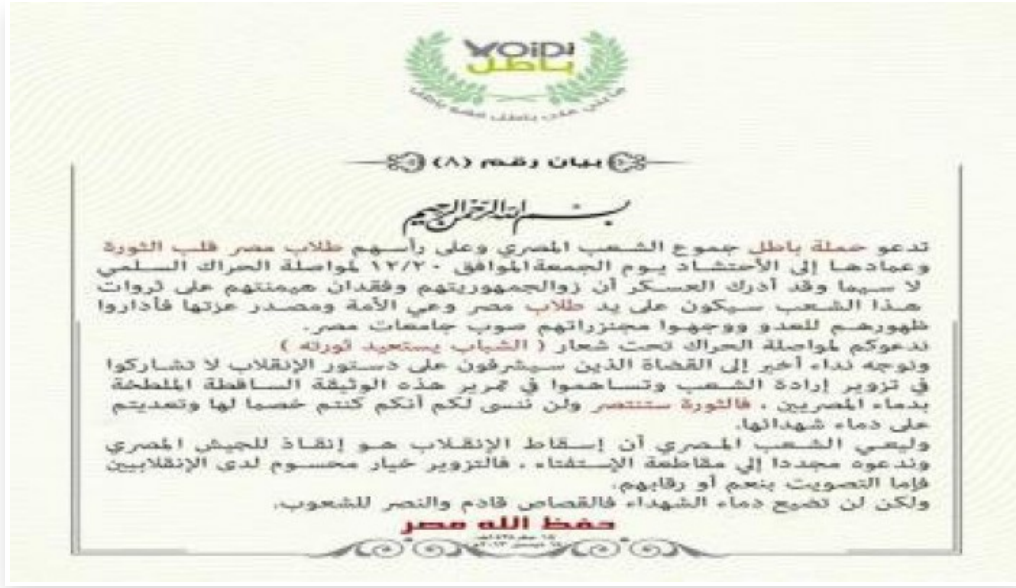 VOiD!
باطل
بيان رقم (٨)
بسم الله الرحمن الرحيم
تدعو حملة باطل جموع الشعب المصري وعلى رأسهم طلاب مصر قلب الثورة
وعمادها إلى الأحتشاد يوم الجمعة الموافق ١٢/٢٠ لمواصلة الحراك السلمي
لا سيما وقد أدرك العسكر أن زوالجمهوريتهم وفقدان هيمنتهم على ثروات
هذا الشعب سيكون على يد طلاب مصر وعي الأمة ومصدر عزتها فأداروا
ظهورهم للعدو ووجهوا مجنزراتهم صوب جامعات مصر.
ندعوكم لمواصلة الحراك تحت شعار ( الشباب يستعيد ثورته )
ونوجه نداء أخير إلى القضاة الذين سيشرفون على دستور الإنقلاب لا تشاركوا
في تزوير إرادة الشعب وتساهموا في تمرير هذه الوثيقة الساقطة الملطخة
بدماء المصريين ، فالثورة ستنتصر ولن ننسى لكم أنكم كنتم خصما لها وتعديتم
على دماء شهدائها.
وليعي الشعب المصري أن إسقاط الإنقلاب هو إنقاذ للجيش المصري
وندعوه مجددا إلي مقاطعة الإستفتاء ، فالتزوير خيار محسوم لدى الإنقلابيين
فإما التصويت بنعم أو رقابهم.
ولكن لن تضيع دماء الشهداء فالقصاص قادم والنصر للشعوب.
حفظ الله مصر